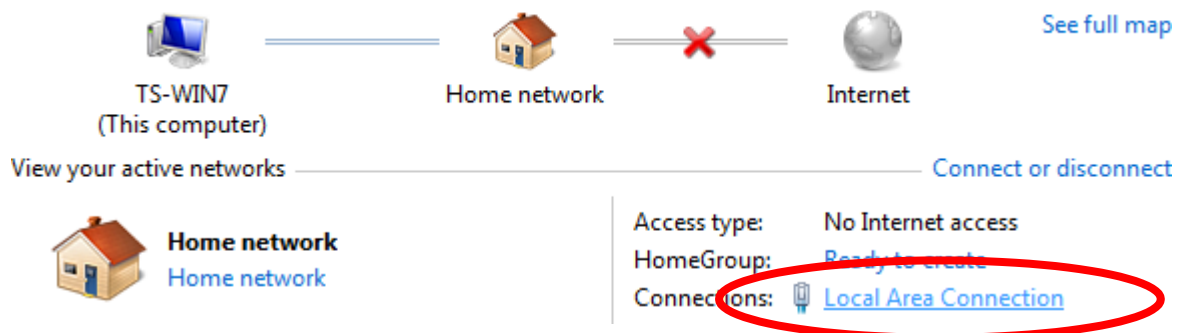 See full map
TS-WIN7
(This computer)
Home network
Internet
View your active networks
Connect or disconnect
Home network
Home network
Access type: No Internet access
HomeGroup: Ready to create
Connections: Local Area Connection